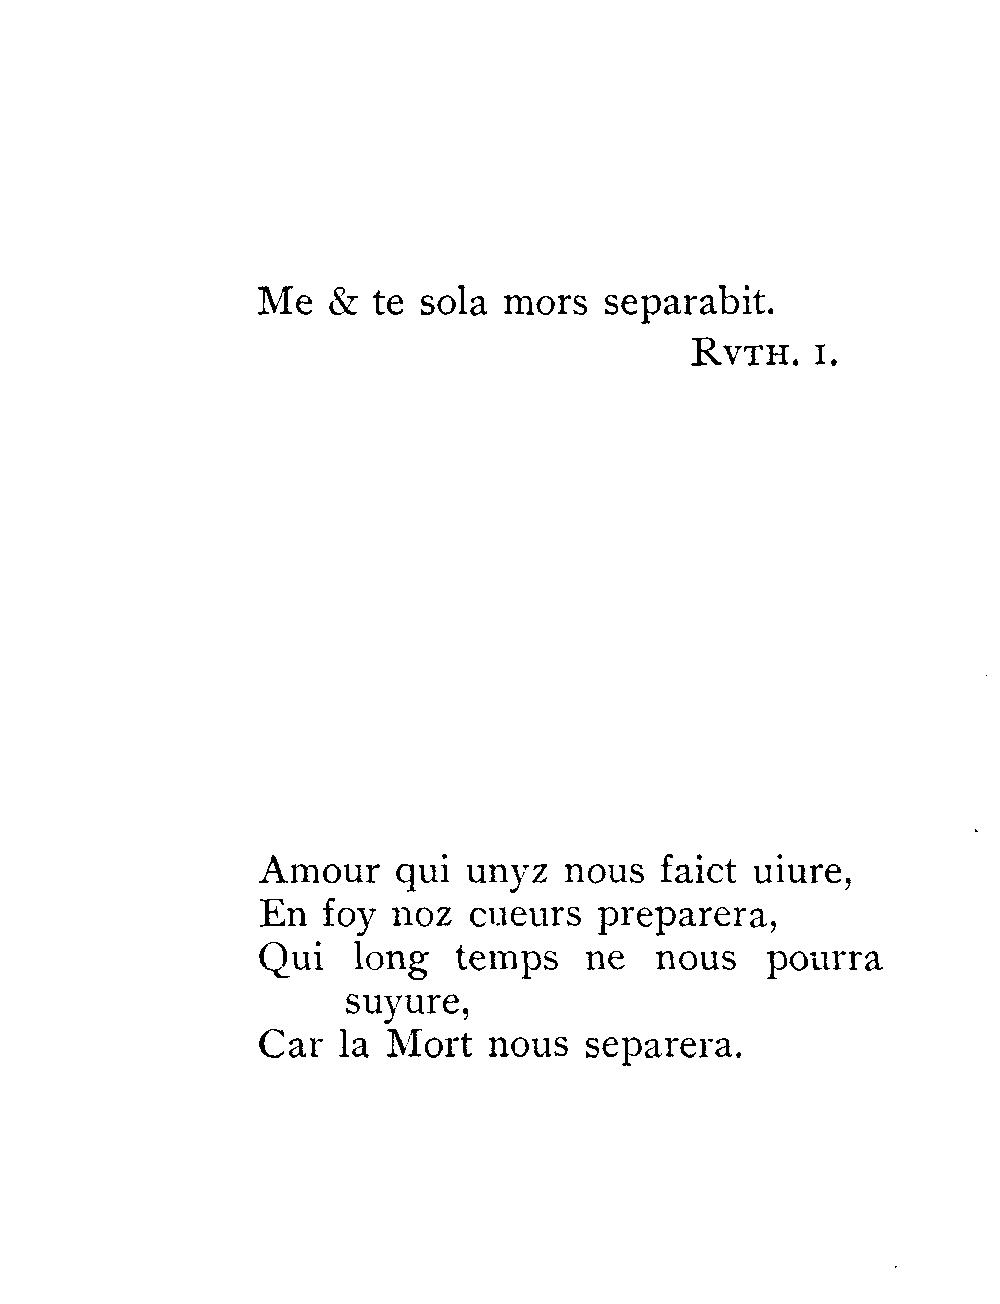 Me & te sola mors separabit.
RVTH. I.
Amour qui unyz nous faict uiure,
En foy noz cueurs preparera,
Qui long temps ne nous pourra
suyure,
Car la Mort nous separera.